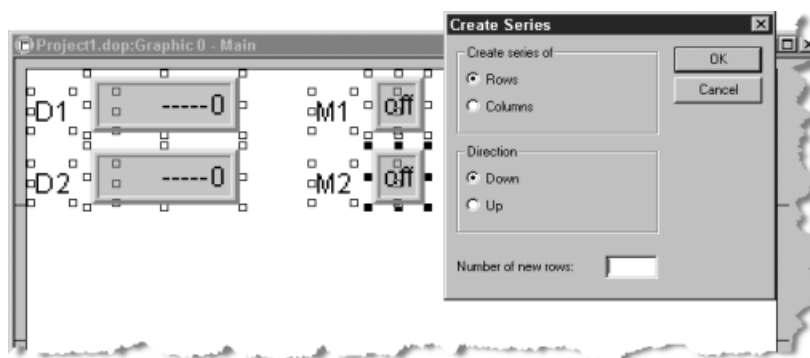 Project1.dop:Graphic 0 - Main
D1
-----0
M1
off
D2
-----0
M2
off
Create Series
Create series of
Rows
Columns
Direction
Down
Up
Number of new rows:
OK
Cancel